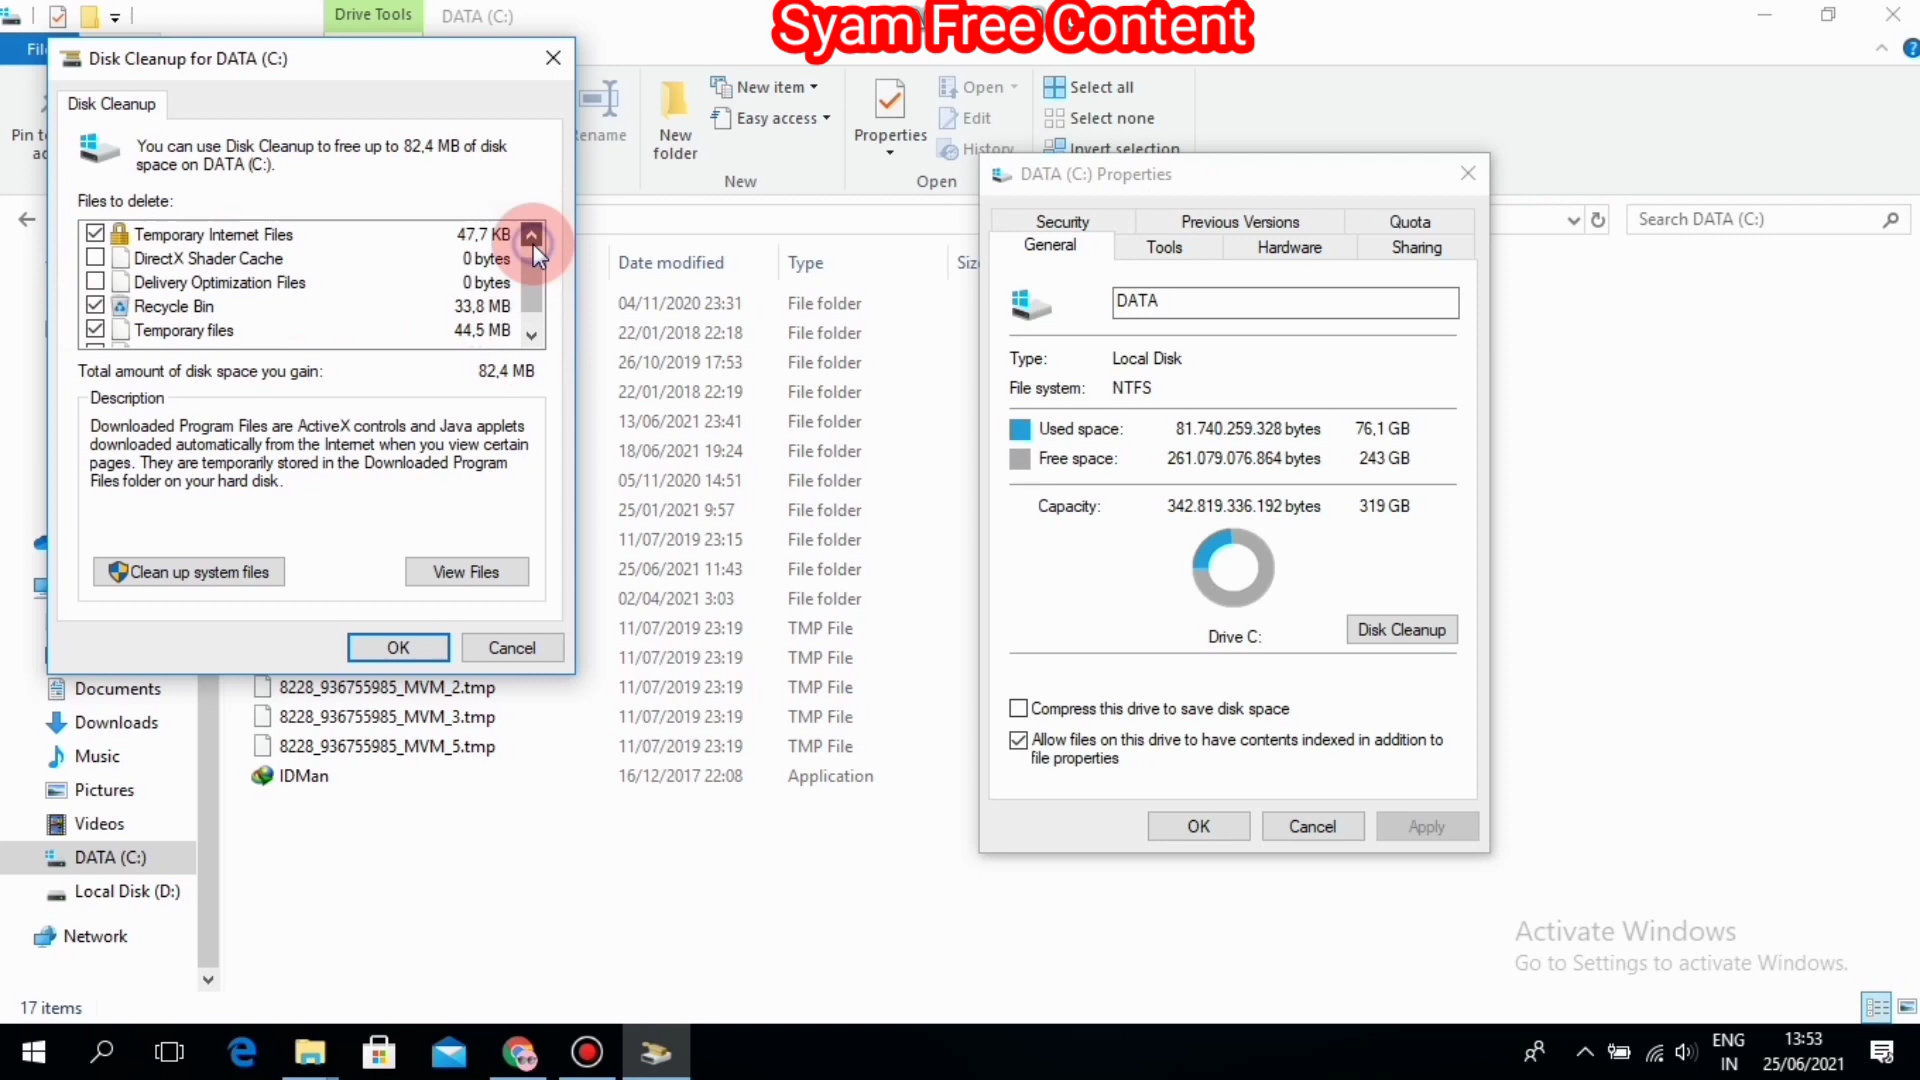 Syam Free Content
Drive Tools
DATA (C:)
Disk Cleanup for DATA (C:)
Disk Cleanup
You can use Disk Cleanup to free up to 82,4 MB of disk
space on DATA (C:).
Files to delete:
Temporary Internet Files 47,7 KB
DirectX Shader Cache 0 bytes
Delivery Optimization Files 0 bytes
Recycle Bin 33,8 MB
Temporary files 44,5 MB
Total amount of disk space you gain: 82,4 MB
Description
Downloaded Program Files are ActiveX controls and Java applets
downloaded automatically from the Internet when you view certain
pages. They are temporarily stored in the Downloaded Program
Files folder on your hard disk.
Clean up system files
View Files
OK
Cancel
New item
Easy access
New
folder
New
Properties
Open
Edit
History
Open
Select all
Select none
Invert selection
Search DATA (C:)
Date modified Type
04/11/2020 23:31 File folder
22/01/2018 22:18 File folder
26/10/2019 17:53 File folder
22/01/2018 22:19 File folder
13/06/2021 23:41 File folder
18/06/2021 19:24 File folder
05/11/2020 14:51 File folder
25/01/2021 9:57 File folder
11/07/2019 23:15 File folder
25/06/2021 11:43 File folder
02/04/2021 3:03 File folder
11/07/2019 23:19 TMP File
11/07/2019 23:19 TMP File
8228_936755985_MVM_2.tmp 11/07/2019 23:19 TMP File
8228_936755985_MVM_3.tmp 11/07/2019 23:19 TMP File
8228_936755985_MVM_5.tmp 11/07/2019 23:19 TMP File
IDMan 16/12/2017 22:08 Application
Documents
Downloads
Music
Pictures
Videos
DATA (C:)
Local Disk (D:)
Network
17 items
DATA (C:) Properties
Security Previous Versions Quota
General Tools Hardware Sharing
DATA
Type: Local Disk
File system: NTFS
Used space: 81.740.259.328 bytes 76,1 GB
Free space: 261.079.076.864 bytes 243 GB
Capacity: 342.819.336.192 bytes 319 GB
Drive C:
Disk Cleanup
Compress this drive to save disk space
Allow files on this drive to have contents indexed in addition to
file properties
OK
Cancel
Apply
Activate Windows
Go to Settings to activate Windows.
ENG
IN
13:53
25/06/2021